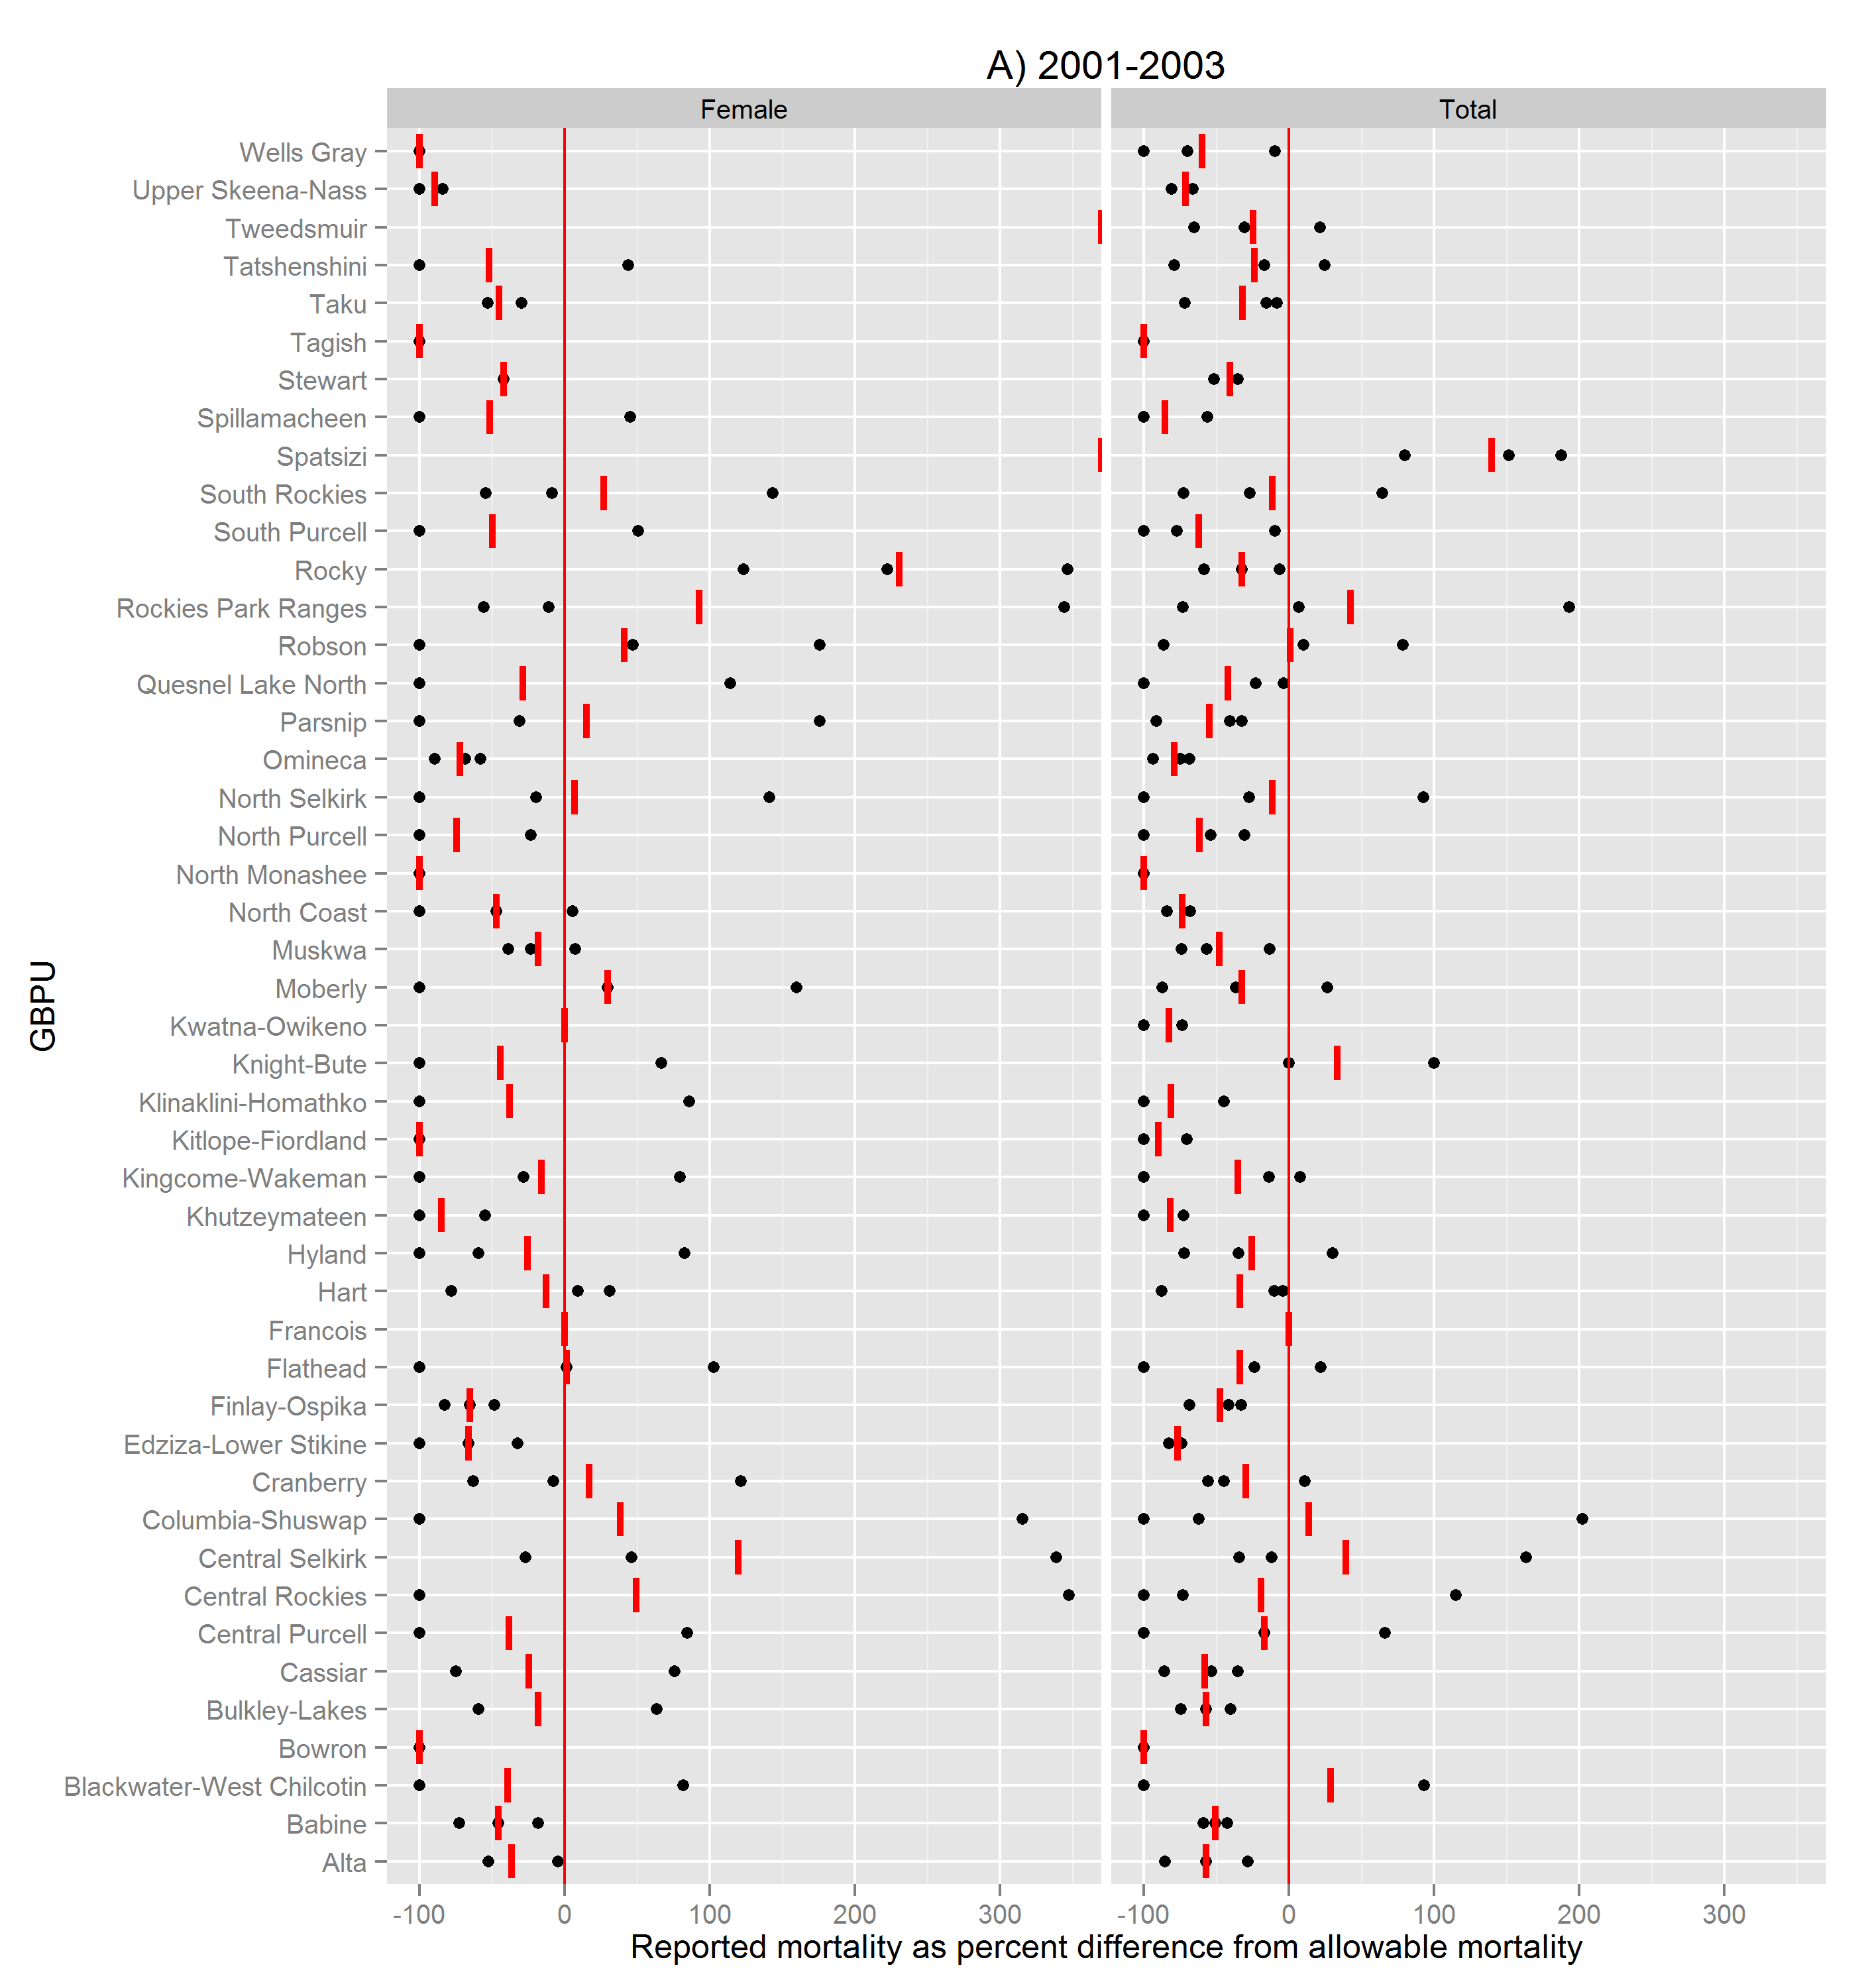 A) 2001-2003
Female
Total
Wells Gray
Upper Skeena-Nass
Tweedsmuir
Tatshenshini
Taku
Tagish
Stewart
Spillamacheen
Spatsizi
South Rockies
South Purcell
Rocky
Rockies Park Ranges
Robson
Quesnel Lake North
Parsnip
Omineca
North Selkirk
North Purcell
North Monashee
North Coast
Muskwa
Moberly
Kwatna-Owikeno
Knight-Bute
Klinaklini-Homathko
Kitlope-Fiordland
Kingcome-Wakeman
Khutzeymateen
Hyland
Hart
Francois
Flathead
Finlay-Ospika
Edziza-Lower Stikine
Cranberry
Columbia-Shuswap
Central Selkirk
Central Rockies
Central Purcell
Cassiar
Bulkley-Lakes
Bowron
Blackwater-West Chilcotin
Babine
Alta
GBPU
-100 0 100 200 300
-100 0 100 200 300
Reported mortality as percent difference from allowable mortality